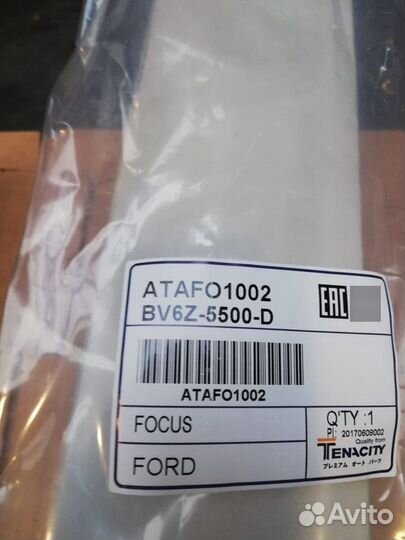 ATAFO1002
BV6Z-5500-D
EAC
ATAFO1002
FOCUS
FORD
Q'TY :1
PI: 20170608002
Quality from
TENACITY
プレミアム オート パーツ
Avito